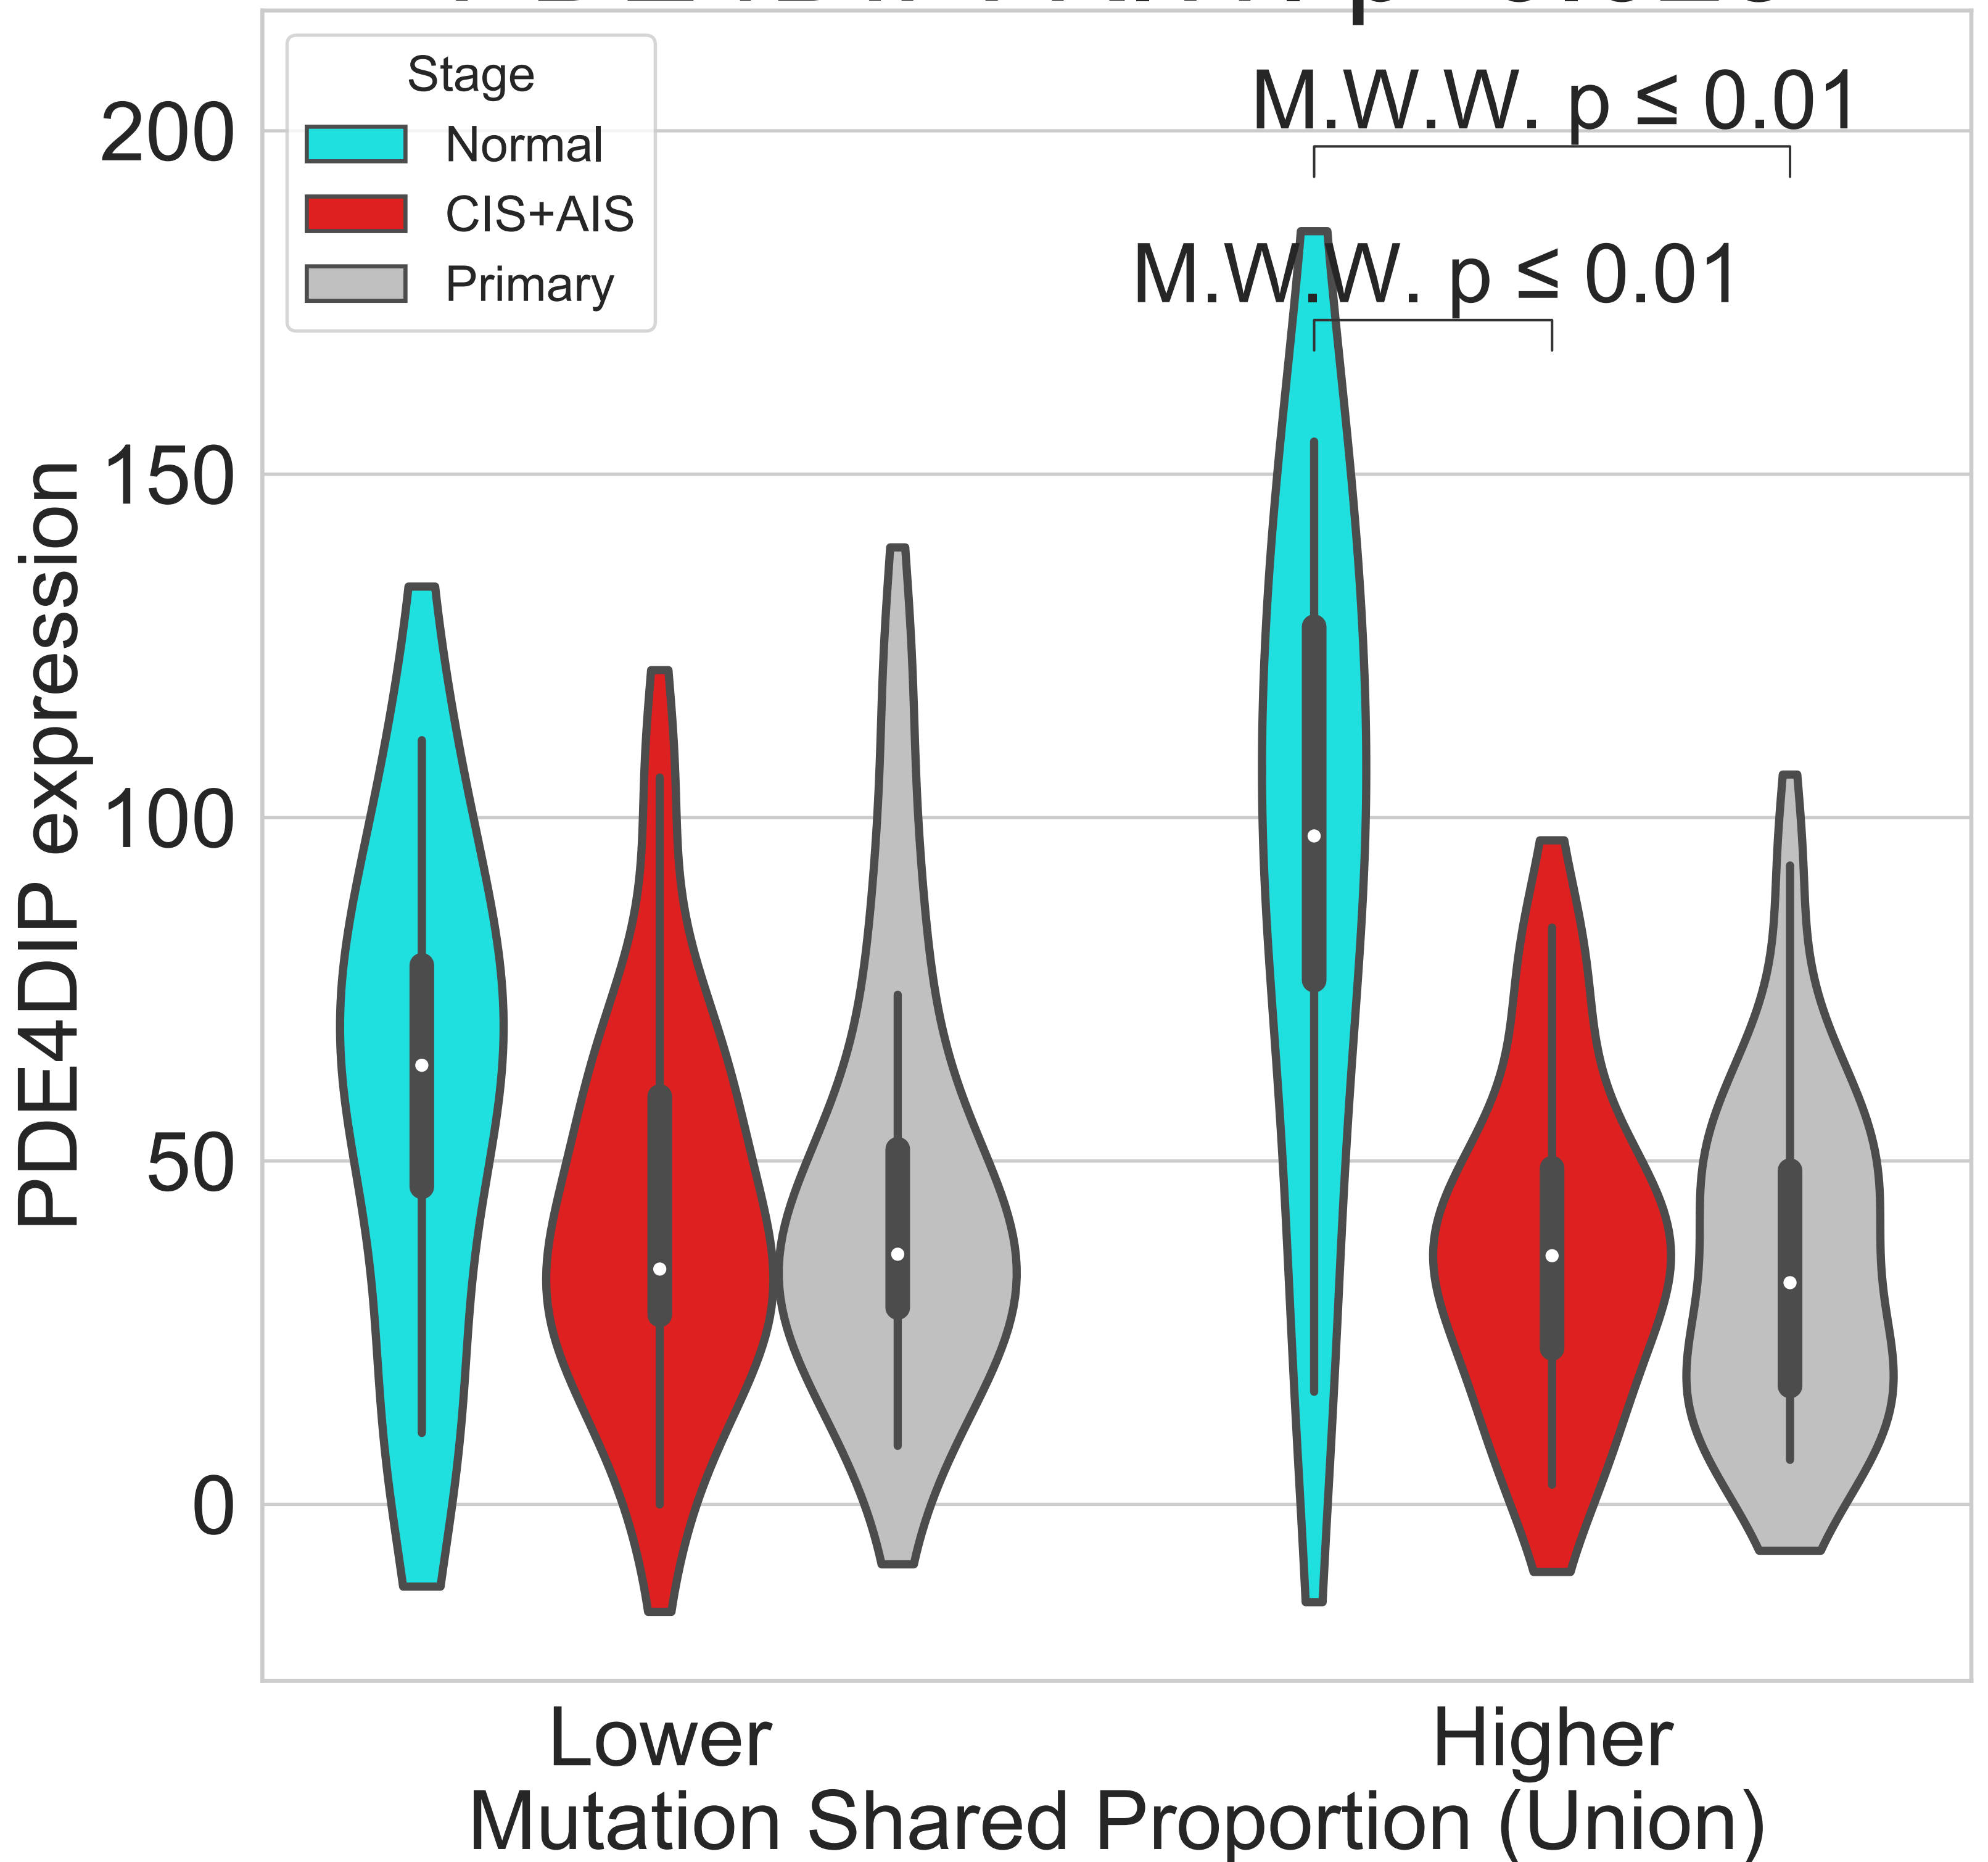 Stage
Normal
CIS+AIS
Primary
M.W.W. p ≤ 0.01
M.W.W. p ≤ 0.01
200
150
100
50
0
PDE4DIP expression
Lower
Higher
Mutation Shared Proportion (Union)